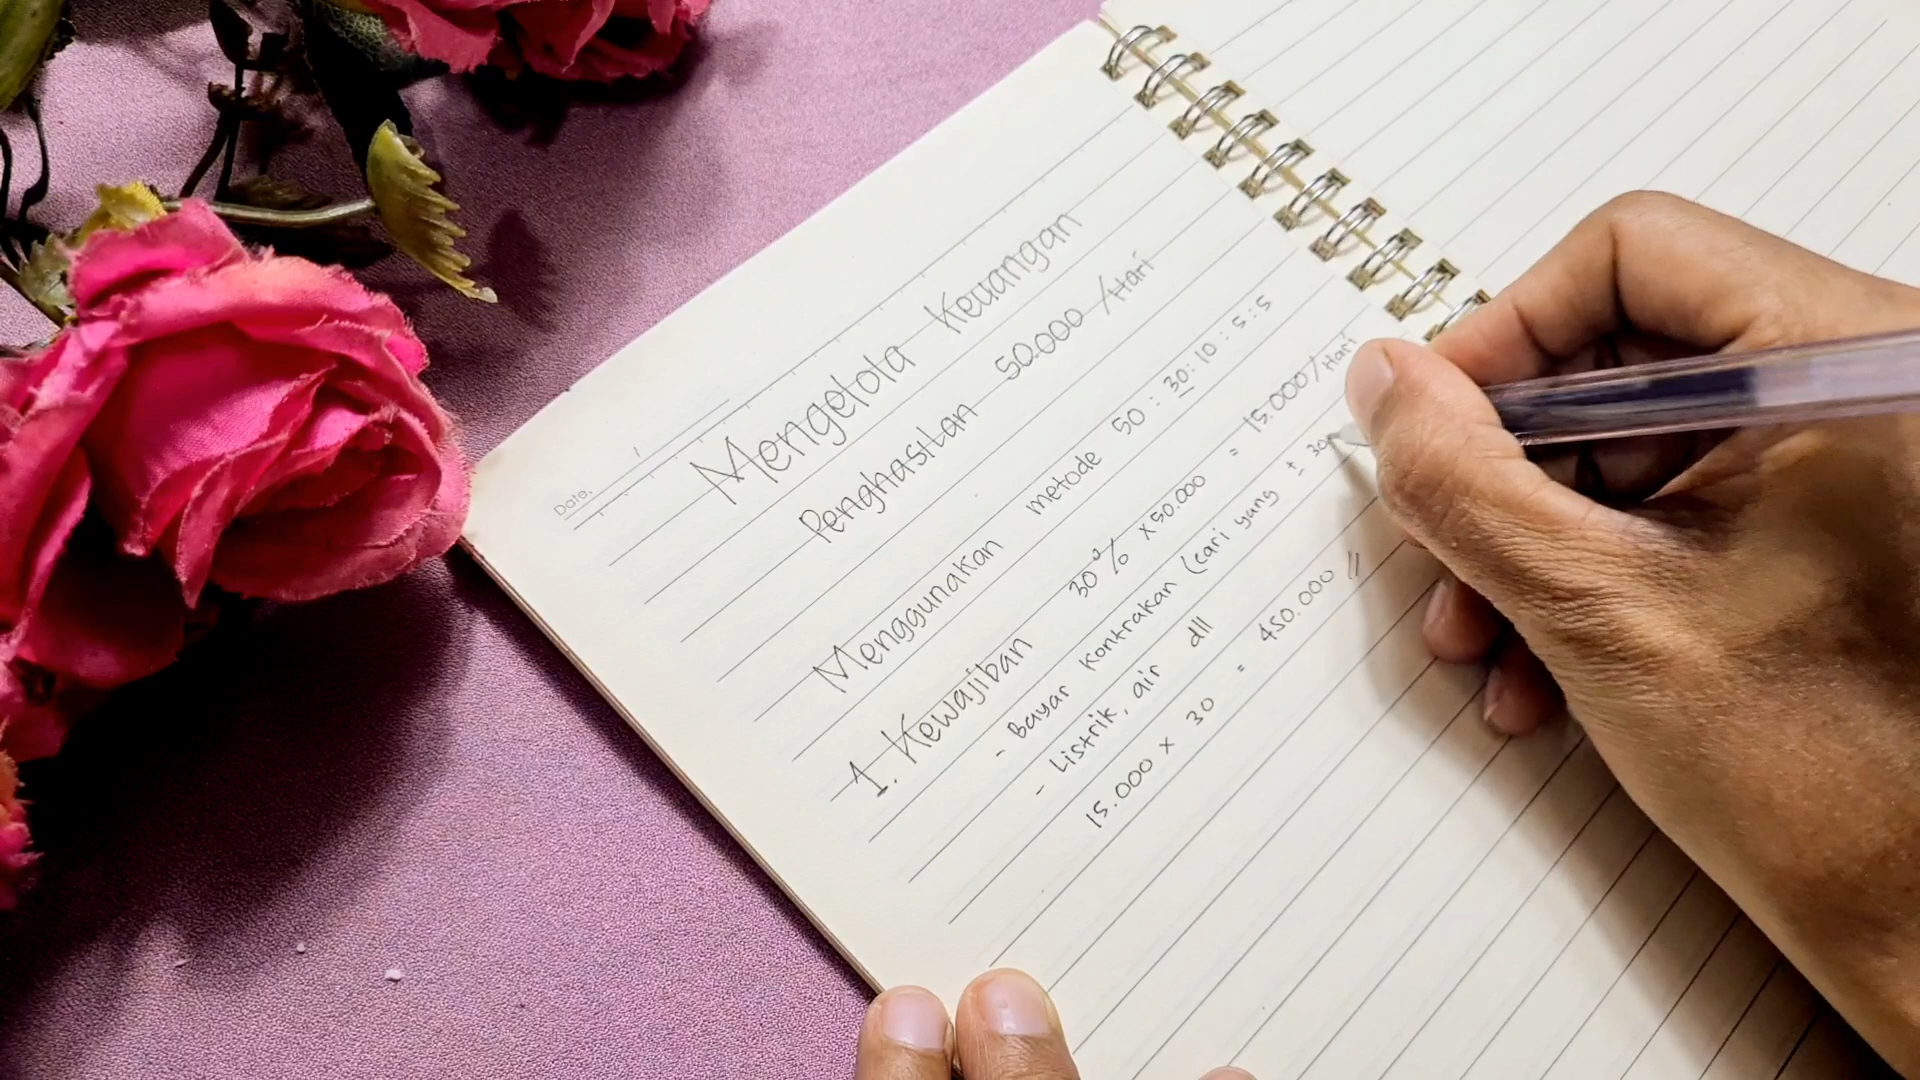 Date.
Mengelola Keuangan
Penghasilan 50.000 /Hari
Menggunakan metode 50 : 30 : 10 : 5 : 5
1. Kewajiban 30% x 50.000 = 15.000 / Hari
- Bayar Kontrakan (cari yang ± 30
- Listrik, air dll
15.000 x 30 = 450.000 //